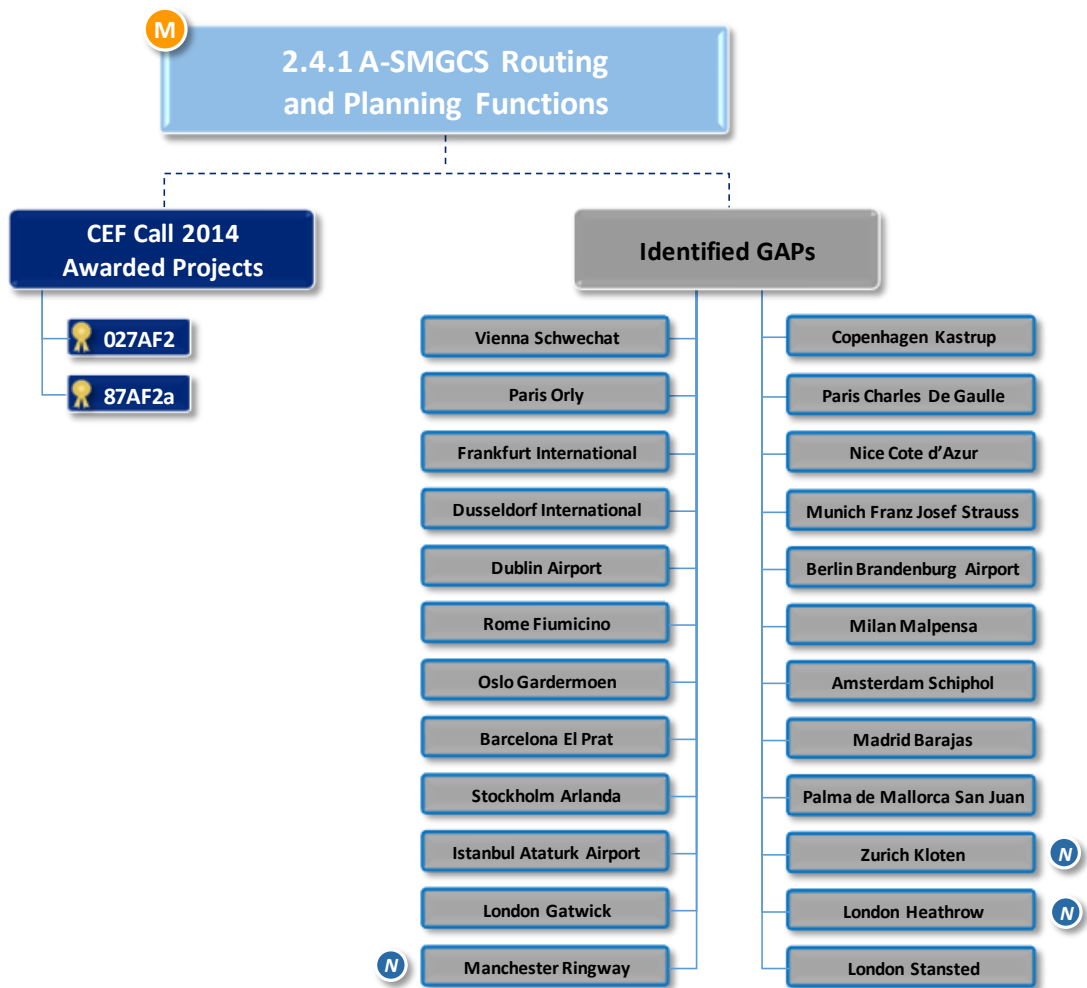 M
2.4.1 A-SMGCS Routing
and Planning Functions
CEF Call 2014
Awarded Projects
027AF2
87AF2a
Identified GAPs
Vienna Schwechat
Paris Orly
Frankfurt International
Dusseldorf International
Dublin Airport
Rome Fiumicino
Oslo Gardermoen
Barcelona El Prat
Stockholm Arlanda
Istanbul Ataturk Airport
London Gatwick
N
Manchester Ringway
Copenhagen Kastrup
Paris Charles De Gaulle
Nice Cote d’Azur
Munich Franz Josef Strauss
Berlin Brandenburg Airport
Milan Malpensa
Amsterdam Schiphol
Madrid Barajas
Palma de Mallorca San Juan
Zurich Kloten
N
London Heathrow
N
London Stansted